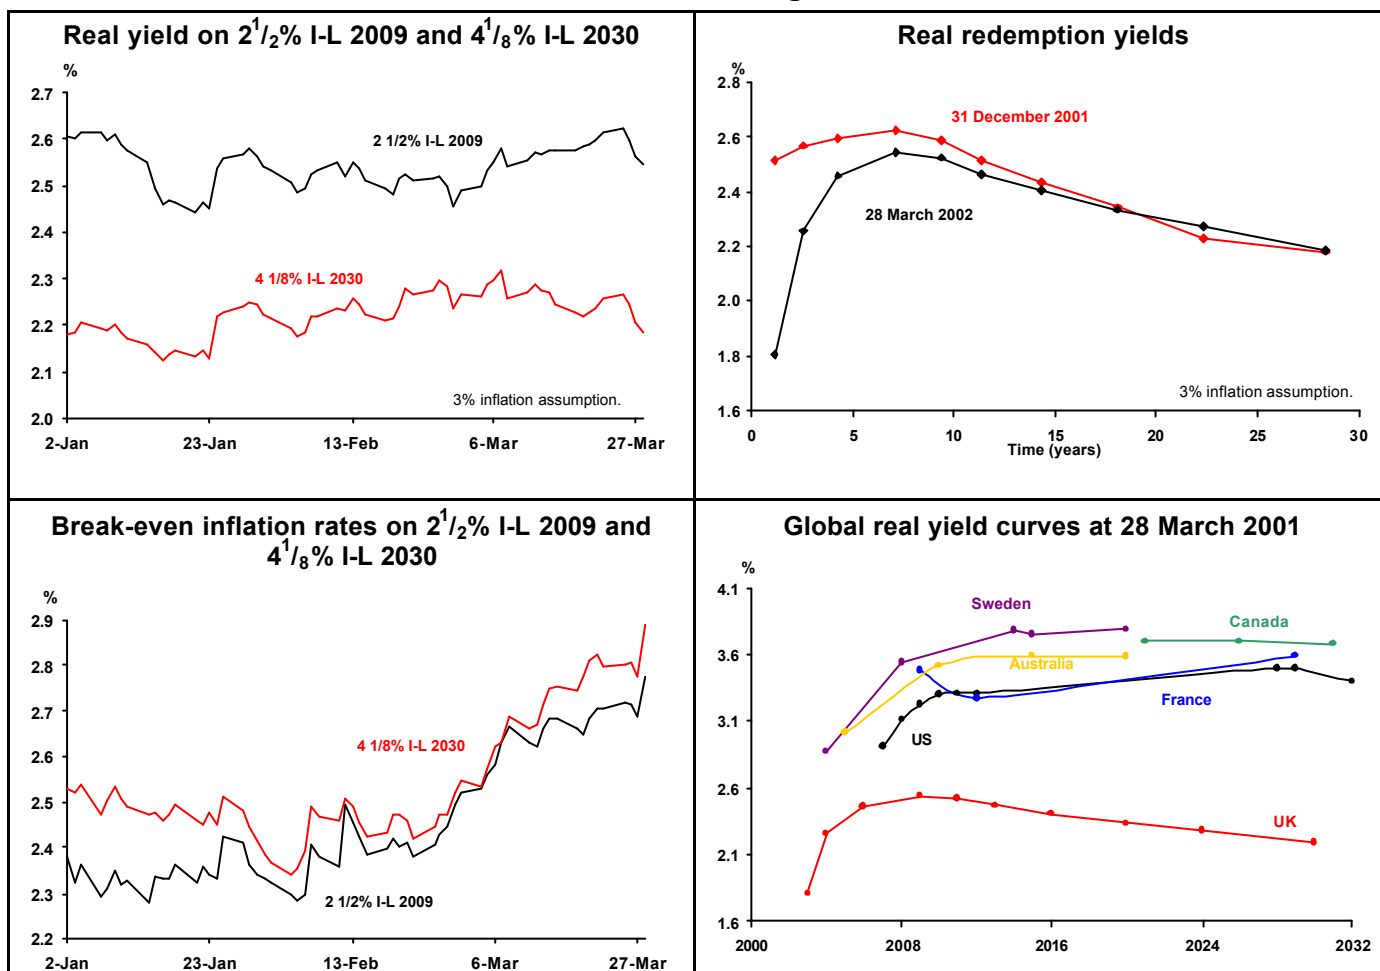 Real yield on 2 1/2% I-L 2009 and 4 1/8% I-L 2030
%
2.7
2.6
2.5
2.4
2.3
2.2
2.1
2.0
2 1/2% I-L 2009
4 1/8% I-L 2030
3% inflation assumption.
2-Jan 23-Jan 13-Feb 6-Mar 27-Mar
Real redemption yields
%
2.8
2.6
2.4
2.2
2.0
1.8
1.6
31 December 2001
28 March 2002
3% inflation assumption.
0 5 10 15 20 25 30
Time (years)
Break-even inflation rates on 2 1/2% I-L 2009 and
4 1/8% I-L 2030
%
2.9
2.8
2.7
2.6
2.5
2.4
2.3
2.2
4 1/8% I-L 2030
2 1/2% I-L 2009
2-Jan 23-Jan 13-Feb 6-Mar 27-Mar
Global real yield curves at 28 March 2001
%
4.1
3.6
3.1
2.6
2.1
1.6
Sweden
Canada
Australia
France
US
UK
2000 2008 2016 2024 2032